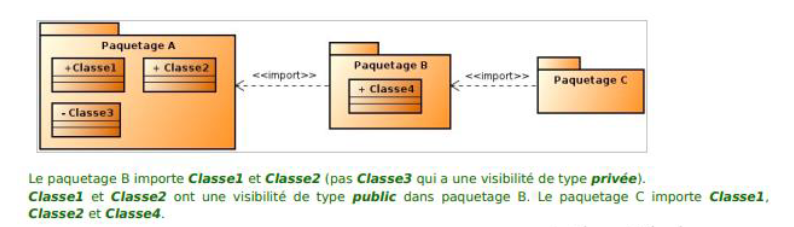 Paquetage A
+Classe1
+ Classe2
- Classe3
<<import>>
Paquetage B
+ Classe4
<<import>>
Paquetage C
Le paquetage B importe Classe1 et Classe2 (pas Classe3 qui a une visibilité de type privée).
Classe1 et Classe2 ont une visibilité de type public dans paquetage B. Le paquetage C importe Classe1,
Classe2 et Classe4.